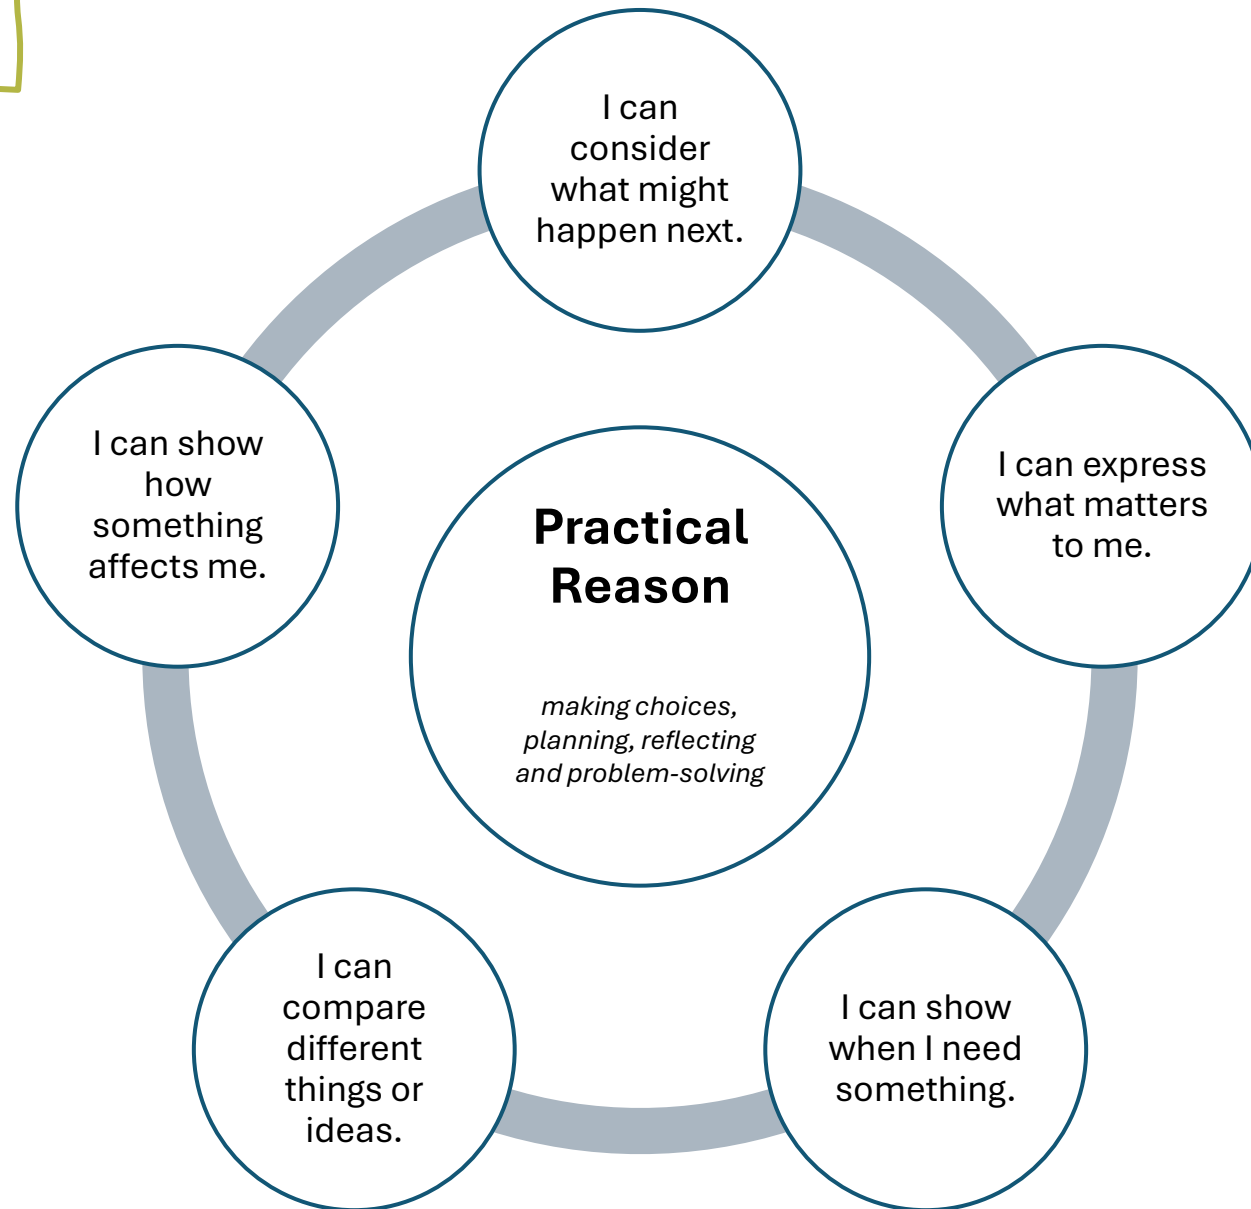 I can
consider
what might
happen next.
I can express
what matters
to me.
I can show
when I need
something.
I can
compare
different
things or
ideas.
I can show
how
something
affects me.
Practical
Reason
making choices,
planning, reflecting
and problem-solving